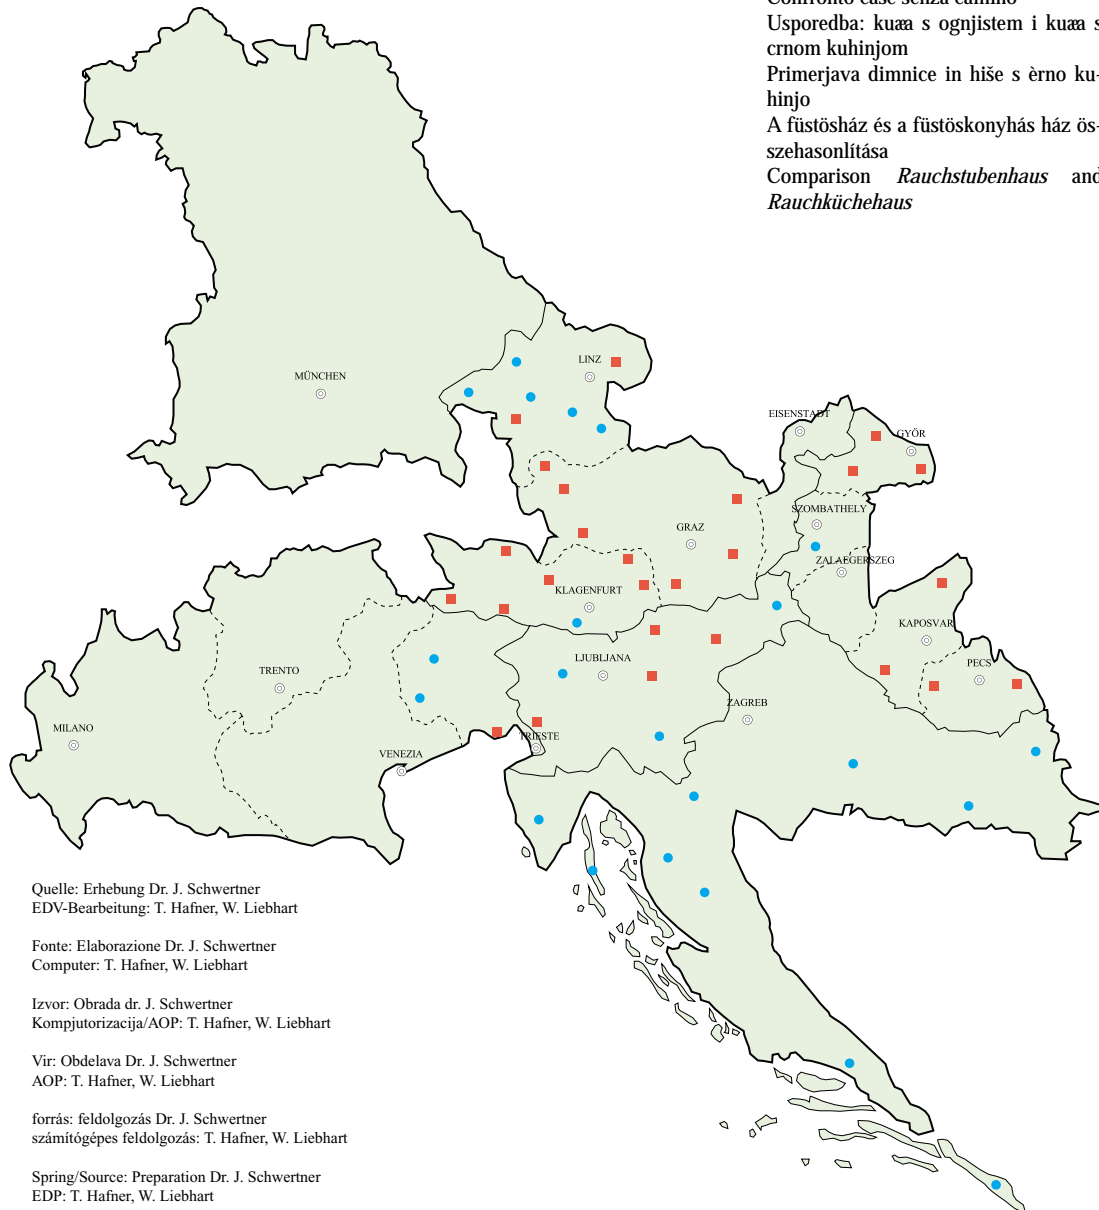 Confronto case senza camino
Usporedba: kuæa s ognjistem i kuæa s
crnom kuhinjom
Primerjava dimnice in hiše s èrno ku-
hinjo
A füstösház és a füstöskonyhás ház ös-
szehasonlítása
Comparison Rauchstubenhaus and
Rauchküchehaus
LINZ
MÜNCHEN
EISENSTADT
GYÖR
SZOMBATHELY
GRAZ
ZALAEGERSZEG
KLAGENFURT
KAPOSVAR
LJUBLJANA
PECS
TRENTO
ZAGREB
MILANO
TRIESTE
VENEZIA
Quelle: Erhebung Dr. J. Schwertner
EDV-Bearbeitung: T. Hafner, W. Liebhart
Fonte: Elaborazione Dr. J. Schwertner
Computer: T. Hafner, W. Liebhart
Izvor: Obrada dr. J. Schwertner
Kompjutorizacija/AOP: T. Hafner, W. Liebhart
Vir: Obdelava Dr. J. Schwertner
AOP: T. Hafner, W. Liebhart
forrás: feldolgozás Dr. J. Schwertner
számítógépes feldolgozás: T. Hafner, W. Liebhart
Spring/Source: Preparation Dr. J. Schwertner
EDP: T. Hafner, W. Liebhart